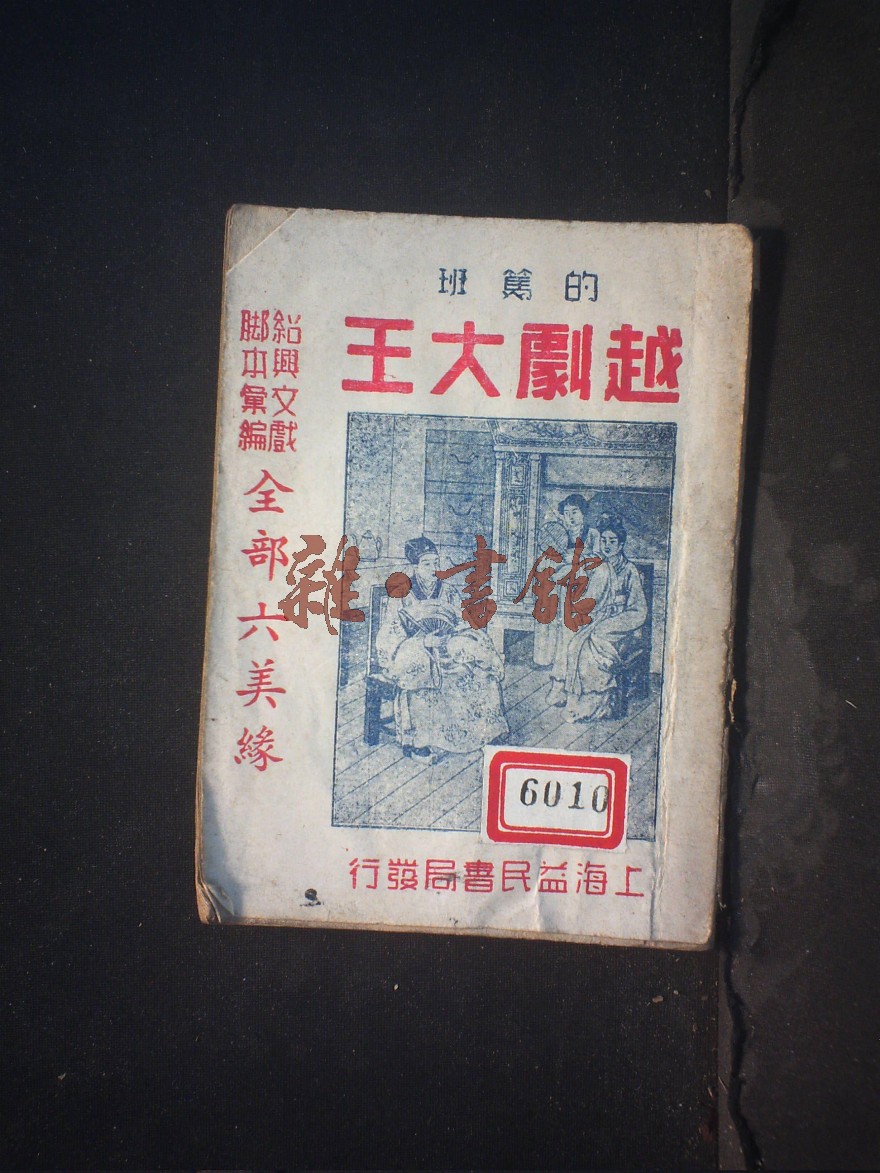 的篤班
越劇大王
紹興文戲
脚本彙編
全部六美緣
雜·書館
6010
上海益民書局發行